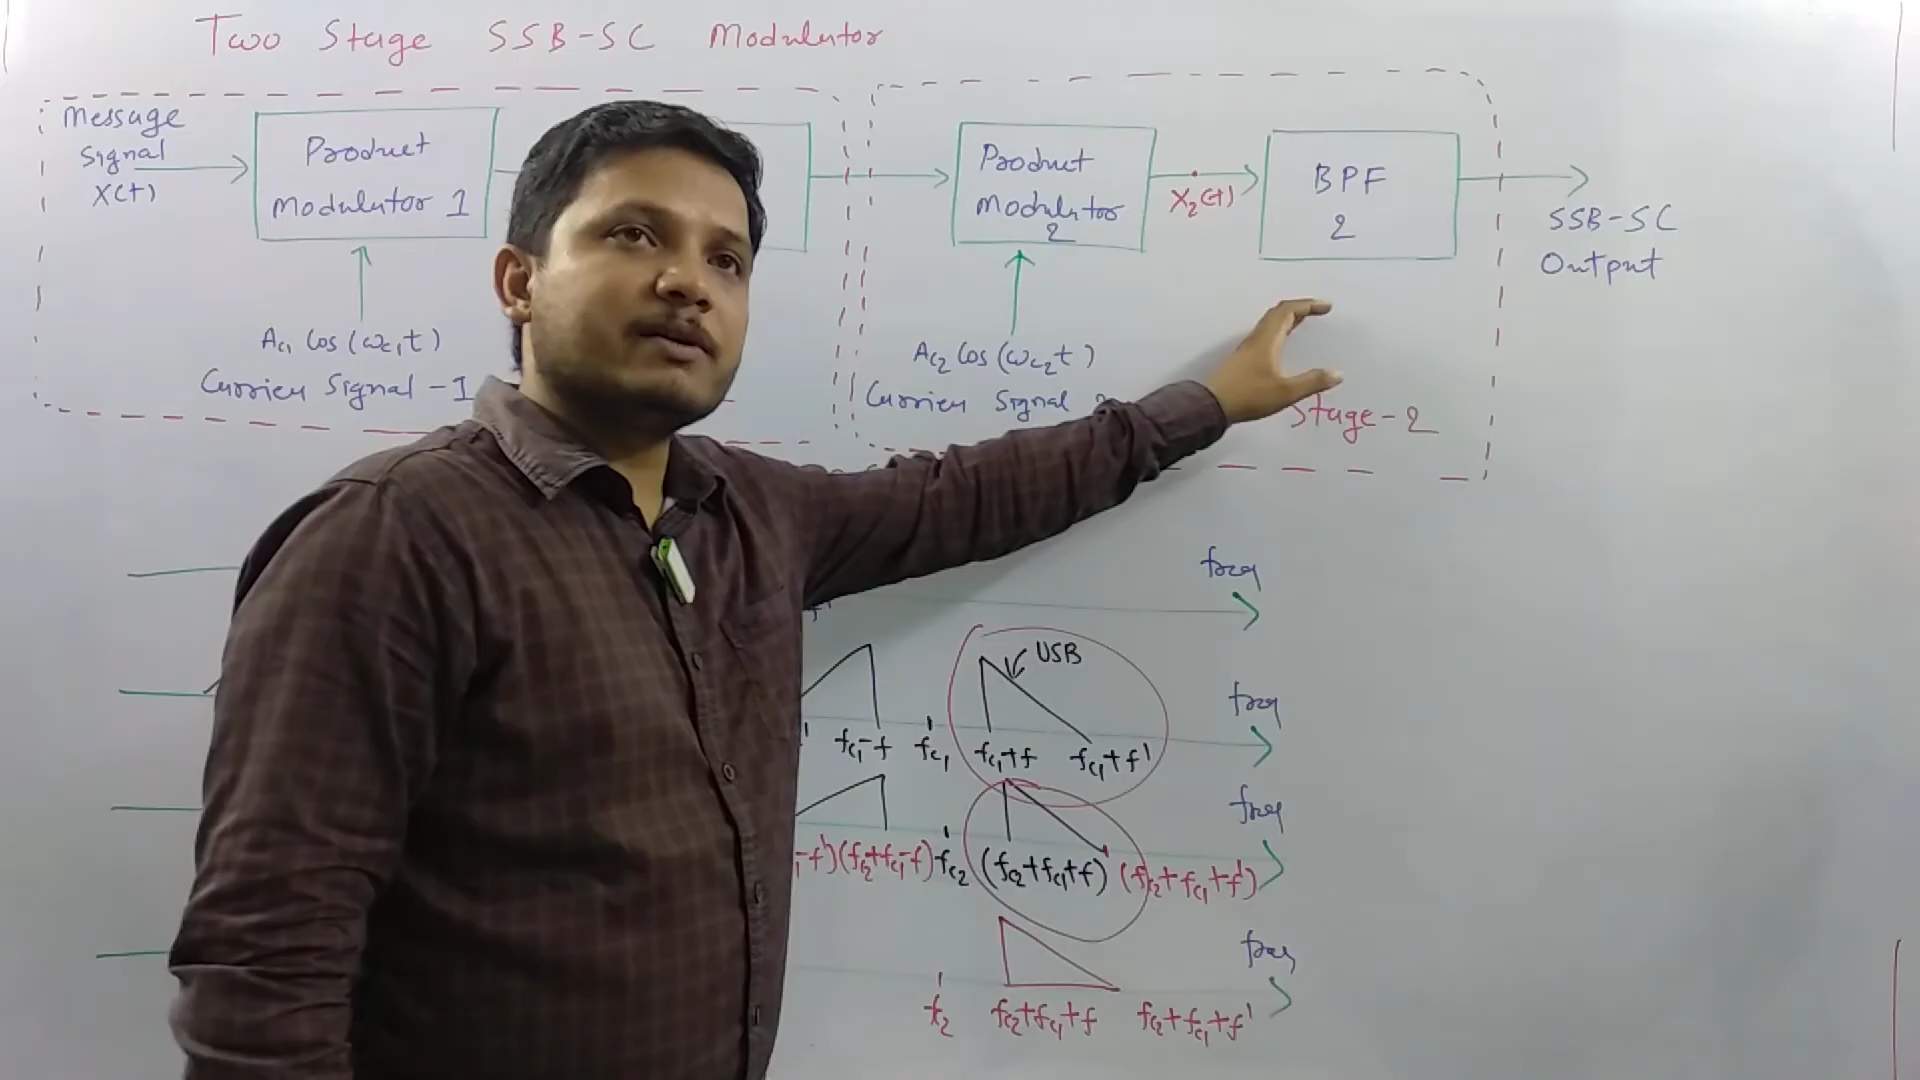 Two Stage SSB-SC Modulator
Message
Signal
X(t)
Product
Modulator 1
Ac₁ Cos (ωc₁t)
Carrier Signal -1
Product
Modulator
2
Ac₂ Cos (ωc₂t)
Carrier Signal
X₂(t)
BPF
2
SSB-SC
Output
Stage-2
freq
USB
freq
fc₁-f fc₁ fc₁+f fc₁+f'
freq
-f') (fc₂+fc₁-f) fc₂ (fc₂+fc₁+f) (fc₂+fc₁+f')
freq
fc₂+fc₁+f fc₂+fc₁+f'